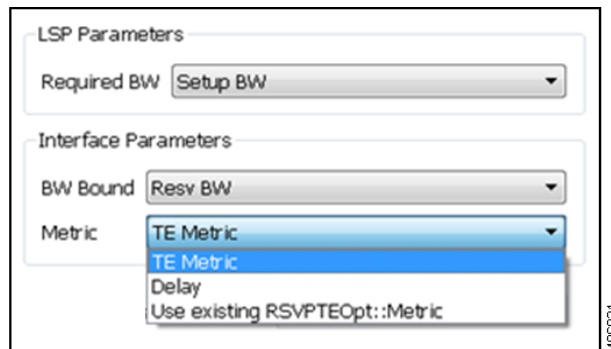 LSP Parameters
Required BW Setup BW
Interface Parameters
BW Bound Resv BW
Metric TE Metric
TE Metric
Delay
Use existing RSVPTEOpt::Metric